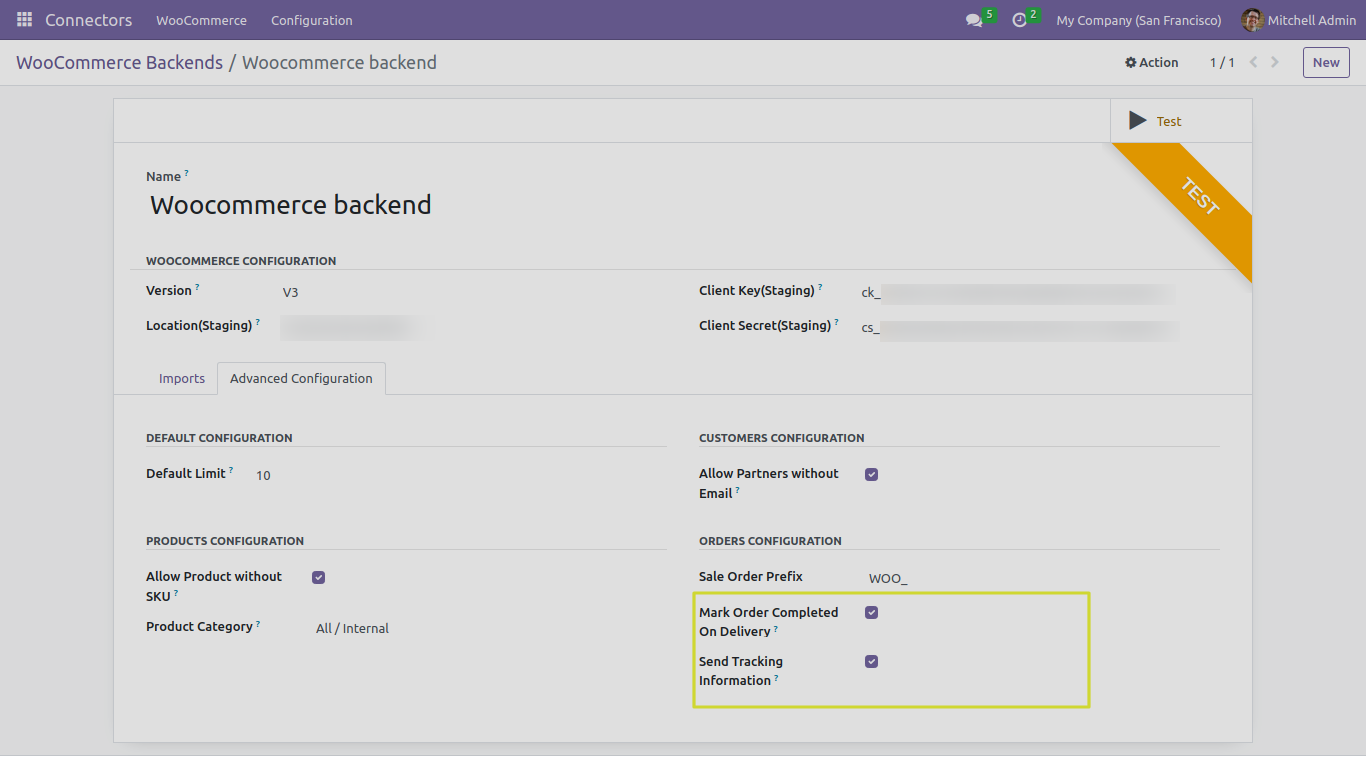 Connectors WooCommerce Configuration 5 2 My Company (San Francisco) Mitchell Admin
WooCommerce Backends / Woocommerce backend Action 1 / 1 New
Test
TEST
Name ?
Woocommerce backend
WOOCOMMERCE CONFIGURATION
Version ? V3 Client Key(Staging) ? ck_
Location(Staging) ? Client Secret(Staging) ? cs_
Imports Advanced Configuration
DEFAULT CONFIGURATION
Default Limit ? 10
CUSTOMERS CONFIGURATION
Allow Partners without
Email ?
PRODUCTS CONFIGURATION
Allow Product without
SKU ?
Product Category ? All / Internal
ORDERS CONFIGURATION
Sale Order Prefix WOO_
Mark Order Completed
On Delivery ?
Send Tracking
Information ?